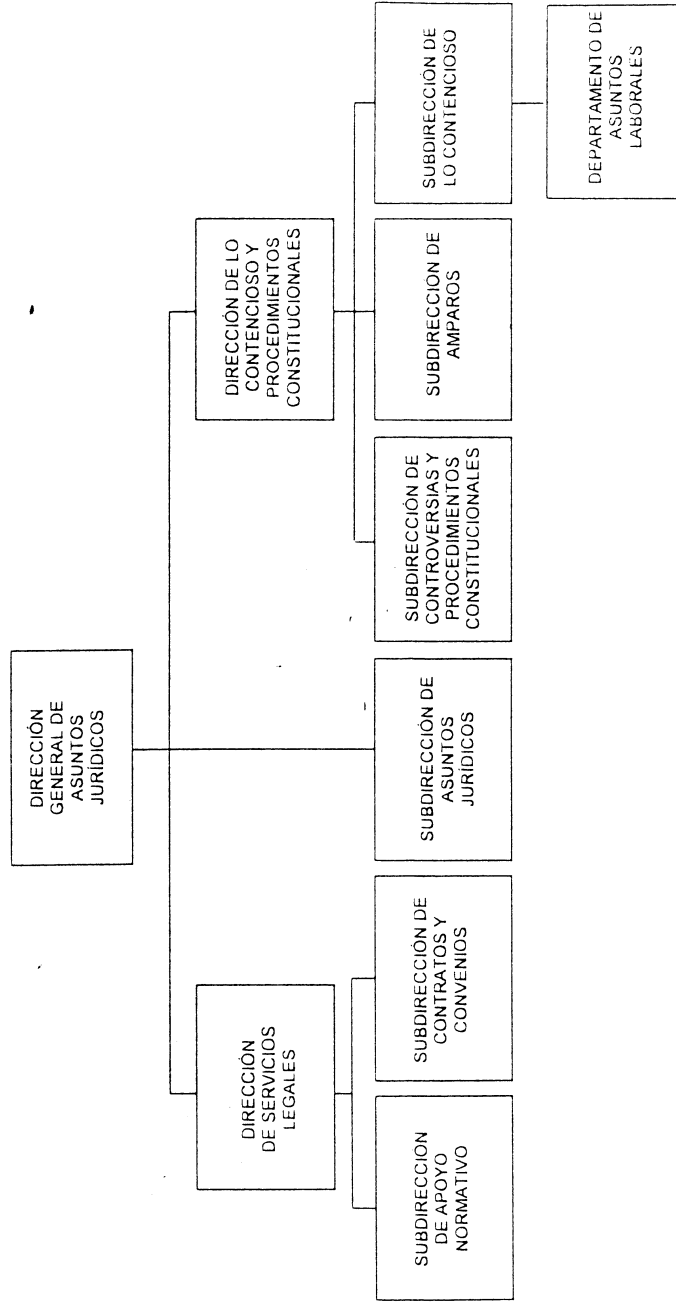 DIRECCIÓN
GENERAL DE
ASUNTOS
JURÍDICOS
DIRECCIÓN
DE SERVICIOS
LEGALES
DIRECCIÓN DE LO
CONTENCIOSO Y
PROCEDIMIENTOS
CONSTITUCIONALES
SUBDIRECCION
DE APOYO
NORMATIVO
SUBDIRECCIÓN DE
CONTRATOS Y
CONVENIOS
SUBDIRECCIÓN DE
ASUNTOS
JURÍDICOS
SUBDIRECCIÓN DE
CONTROVERSIAS Y
PROCEDIMIENTOS
CONSTITUCIONALES
SUBDIRECCIÓN DE
AMPAROS
SUBDIRECCIÓN DE
LO CONTENCIOSO
DEPARTAMENTO DE
ASUNTOS
LABORALES